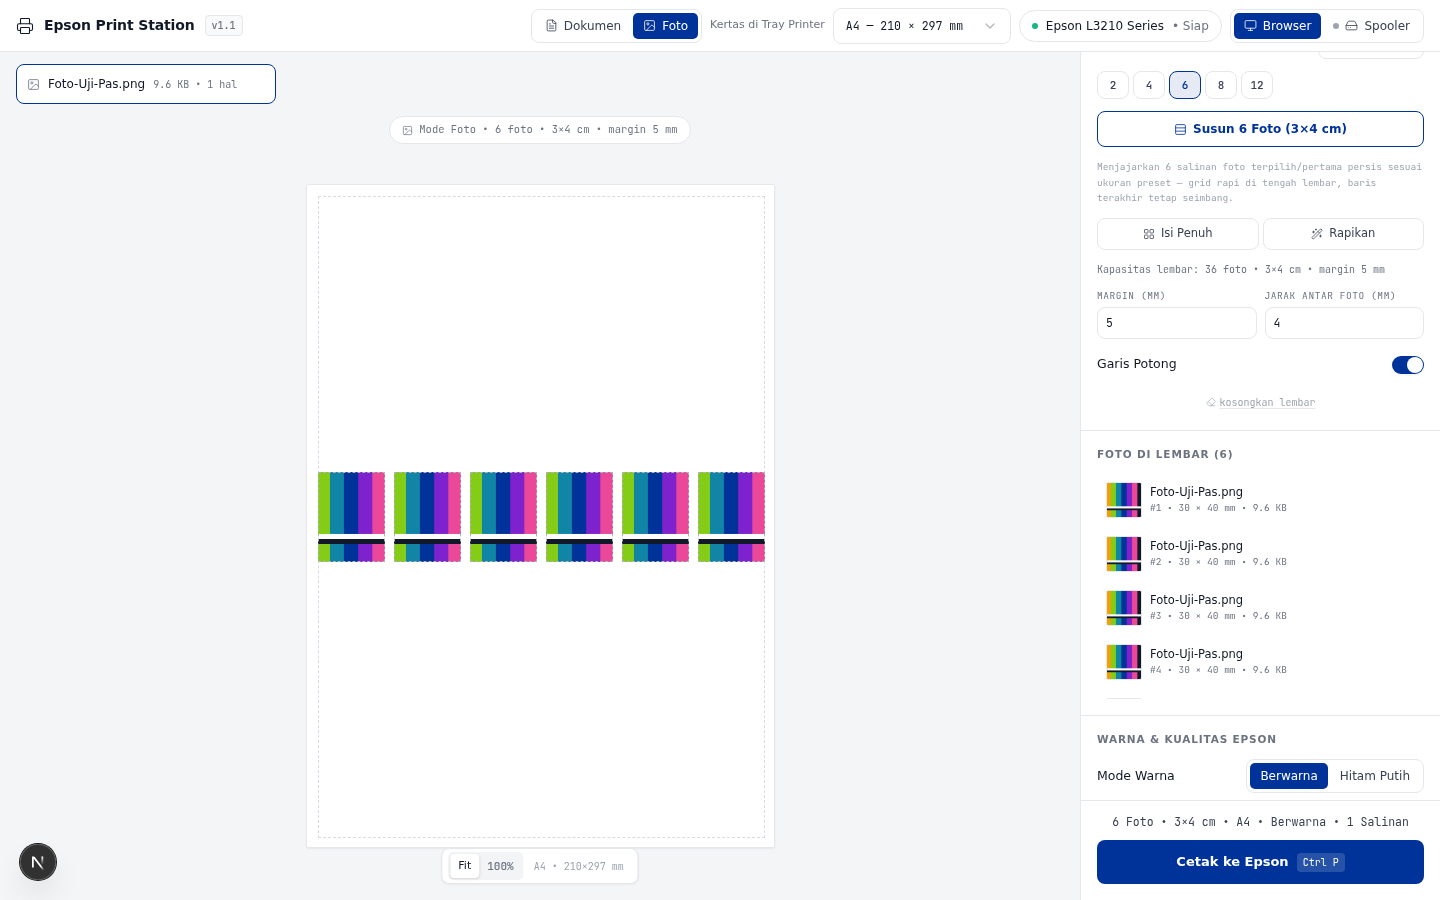 Epson Print Station v1.1
Dokumen
Foto
Kertas di Tray Printer
A4 — 210 × 297 mm
Epson L3210 Series • Siap
Browser
Spooler
Foto-Uji-Pas.png 9.6 KB • 1 hal
Mode Foto • 6 foto • 3×4 cm • margin 5 mm
Fit 100% A4 • 210×297 mm
N
2 4 6 8 12
Susun 6 Foto (3×4 cm)
Menjajarkan 6 salinan foto terpilih/pertama persis sesuai
ukuran preset — grid rapi di tengah lembar, baris
terakhir tetap seimbang.
Isi Penuh
Rapikan
Kapasitas lembar: 36 foto • 3×4 cm • margin 5 mm
MARGIN (MM)
JARAK ANTAR FOTO (MM)
5
4
Garis Potong
kosongkan lembar
FOTO DI LEMBAR (6)
Foto-Uji-Pas.png
#1 • 30 × 40 mm • 9.6 KB
Foto-Uji-Pas.png
#2 • 30 × 40 mm • 9.6 KB
Foto-Uji-Pas.png
#3 • 30 × 40 mm • 9.6 KB
Foto-Uji-Pas.png
#4 • 30 × 40 mm • 9.6 KB
WARNA & KUALITAS EPSON
Mode Warna
Berwarna
Hitam Putih
6 Foto • 3×4 cm • A4 • Berwarna • 1 Salinan
Cetak ke Epson Ctrl P